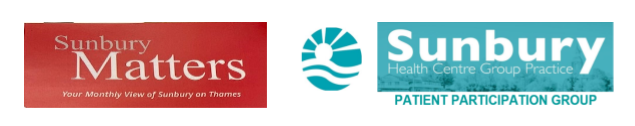 Sunbury
Matters
Your Monthly View of Sunbury on Thames
Sunbury
Health Centre Group Practice
PATIENT PARTICIPATION GROUP